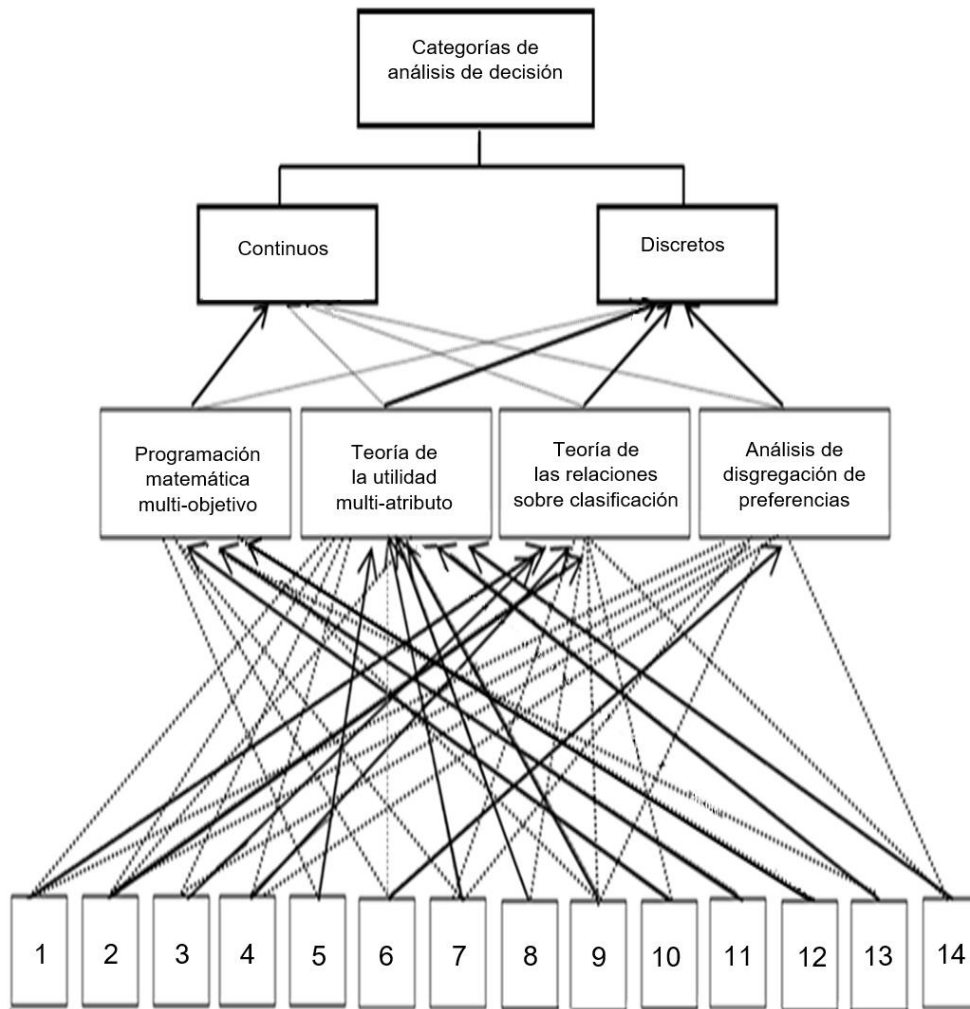 Categorías de
análisis de decisión
Continuos
Discretos
Programación
matemática
multi-objetivo
Teoría de
la utilidad
multi-atributo
Teoría de
las relaciones
sobre clasificación
Análisis de
disgregación de
preferencias
1
2
3
4
5
6
7
8
9
10
11
12
13
14